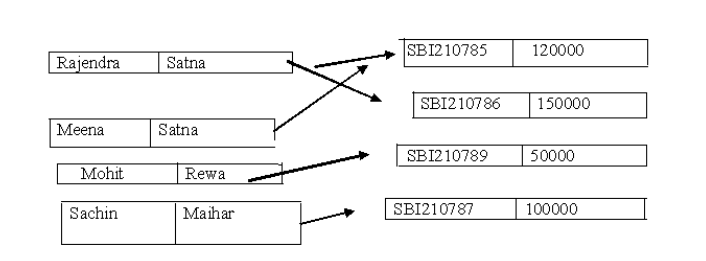 Rajendra Satna SBI210785 120000
SBI210786 150000
Meena Satna
Mohit Rewa SBI210789 50000
Sachin Maihar SBI210787 100000